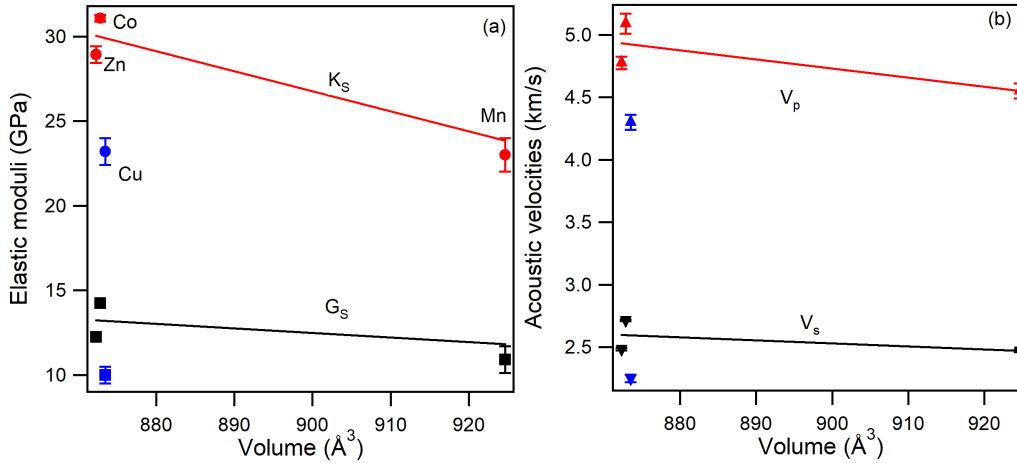 (a)
Elastic moduli (GPa)
30
25
20
15
10
Co
Zn
K_S
Mn
Cu
G_S
880 890 900 910 920
Volume (Å³)
(b)
Acoustic velocities (km/s)
5.0
4.5
4.0
3.5
3.0
2.5
V_p
V_s
880 890 900 910 920
Volume (Å³)